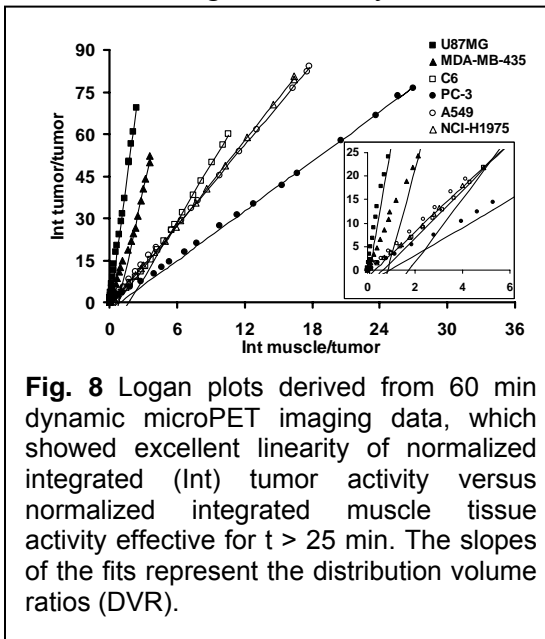 U87MG
MDA-MB-435
C6
PC-3
A549
NCI-H1975
90
75
60
45
30
15
0
Int tumor/tumor
25
20
15
10
5
0
0 2 4 6
0 6 12 18 24 30 36
Int muscle/tumor
Fig. 8 Logan plots derived from 60 min
dynamic microPET imaging data, which
showed excellent linearity of normalized
integrated (Int) tumor activity versus
normalized integrated muscle tissue
activity effective for t > 25 min. The slopes
of the fits represent the distribution volume
ratios (DVR).